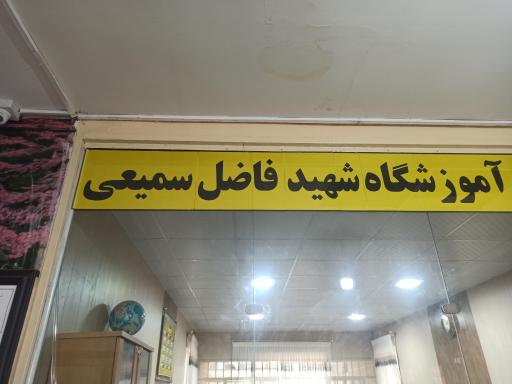 آموزشگاه شهید فاضل سمیعی